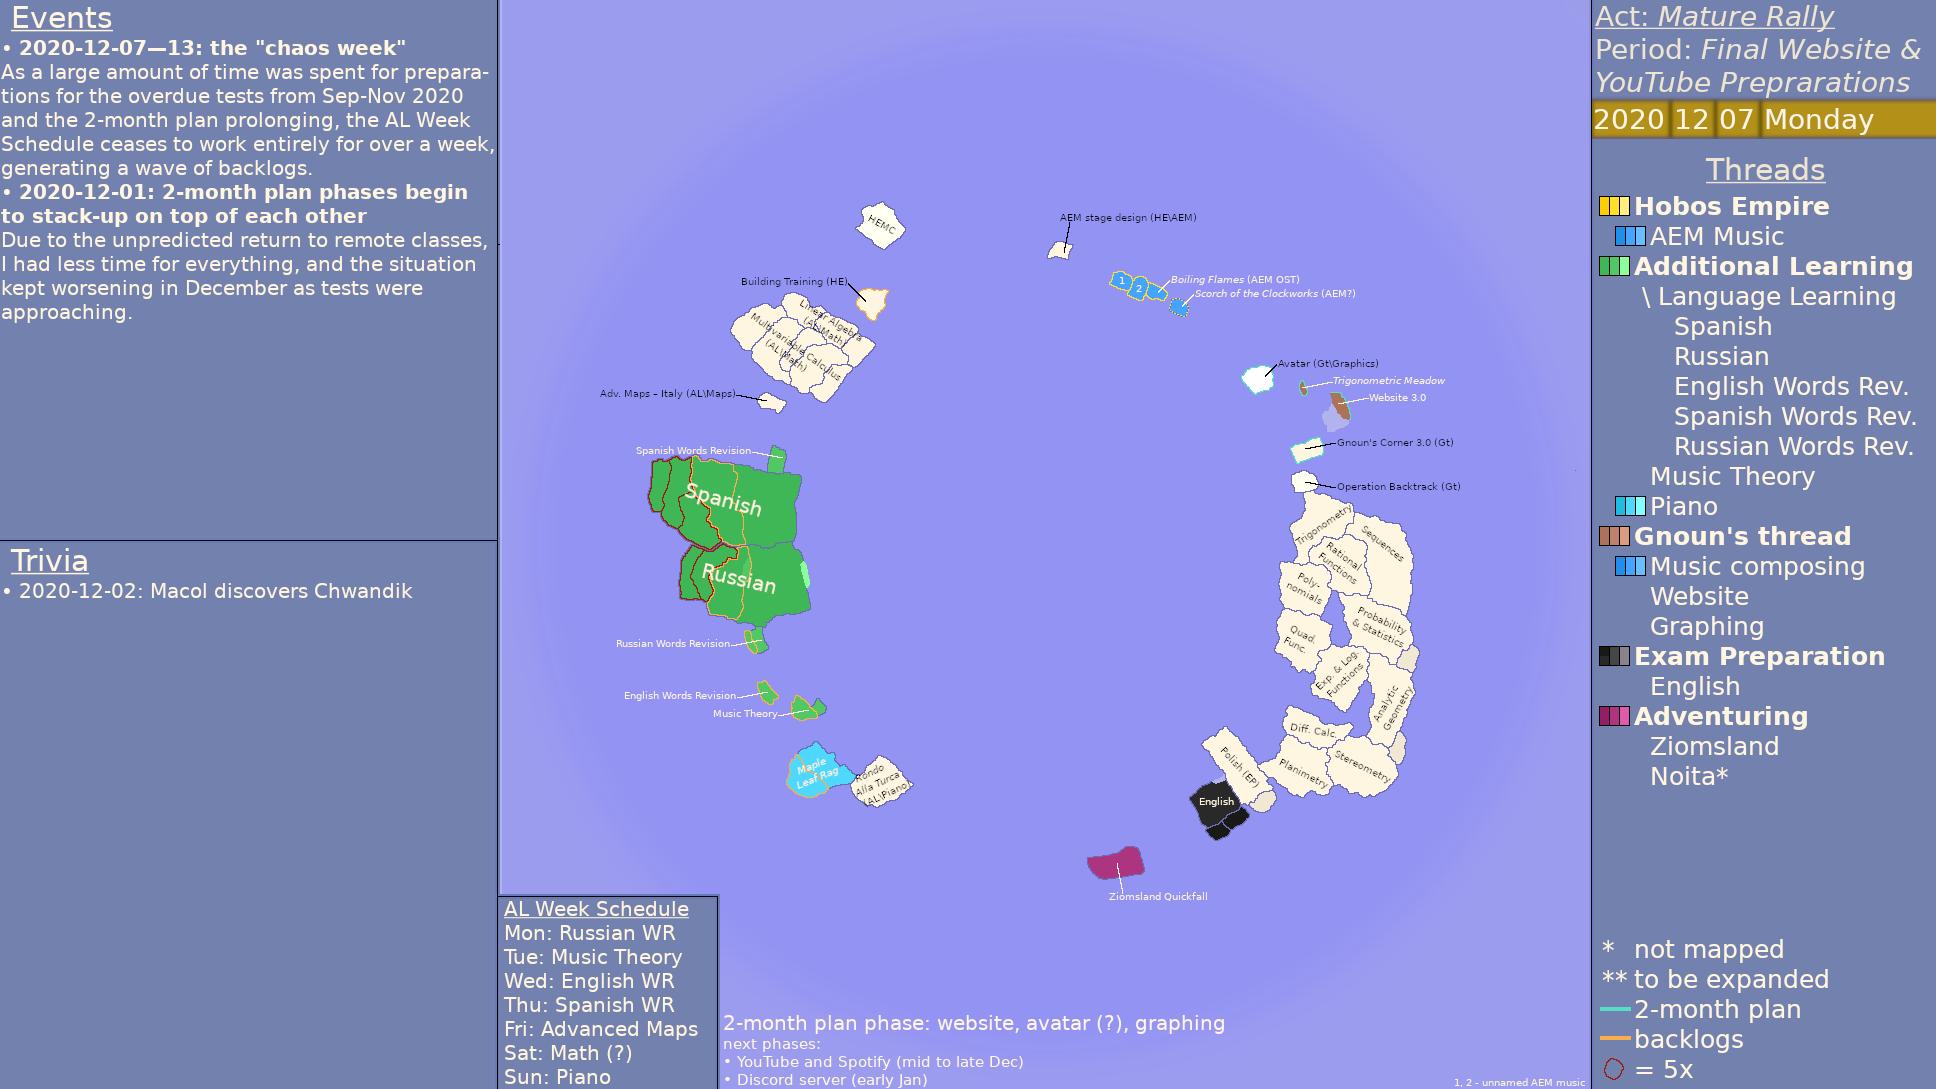 Events
• 2020-12-07—13: the "chaos week"
As a large amount of time was spent for prepara-
tions for the overdue tests from Sep-Nov 2020
and the 2-month plan prolonging, the AL Week
Schedule ceases to work entirely for over a week,
generating a wave of backlogs.
• 2020-12-01: 2-month plan phases begin
to stack-up on top of each other
Due to the unpredicted return to remote classes,
I had less time for everything, and the situation
kept worsening in December as tests were
approaching.
Trivia
• 2020-12-02: Macol discovers Chwandik
HEMC
AEM stage design (HE\AEM)
Building Training (HE)
1
2
Boiling Flames (AEM OST)
Scorch of the Clockworks (AEM?)
Linear Algebra
(AL\Math)
Multivariable Calculus
(AL\Math)
Adv. Maps – Italy (AL\Maps)
Avatar (Gt\Graphics)
Trigonometric Meadow
Website 3.0
Gnoun's Corner 3.0 (Gt)
Operation Backtrack (Gt)
Spanish Words Revision
Spanish
Russian
Russian Words Revision
English Words Revision
Music Theory
Maple
Leaf Rag
Rondo
Alla Turca
(AL\Piano)
Trigonometry
Sequences
Rational
Functions
Poly-
nomials
Probability
& Statistics
Quad.
Func.
Exp. & Log.
Functions
Analytic
Geometry
Diff. Calc.
Planimetry
Stereometry
Polish (EP)
English
Ziomsland Quickfall
AL Week Schedule
Mon: Russian WR
Tue: Music Theory
Wed: English WR
Thu: Spanish WR
Fri: Advanced Maps
Sat: Math (?)
Sun: Piano
2-month plan phase: website, avatar (?), graphing
next phases:
• YouTube and Spotify (mid to late Dec)
• Discord server (early Jan)
1, 2 - unnamed AEM music
Act: Mature Rally
Period: Final Website &
YouTube Preprarations
2020 12 07 Monday
Threads
Hobos Empire
AEM Music
Additional Learning
\ Language Learning
Spanish
Russian
English Words Rev.
Spanish Words Rev.
Russian Words Rev.
Music Theory
Piano
Gnoun's thread
Music composing
Website
Graphing
Exam Preparation
English
Adventuring
Ziomsland
Noita*
* not mapped
** to be expanded
2-month plan
backlogs
= 5x